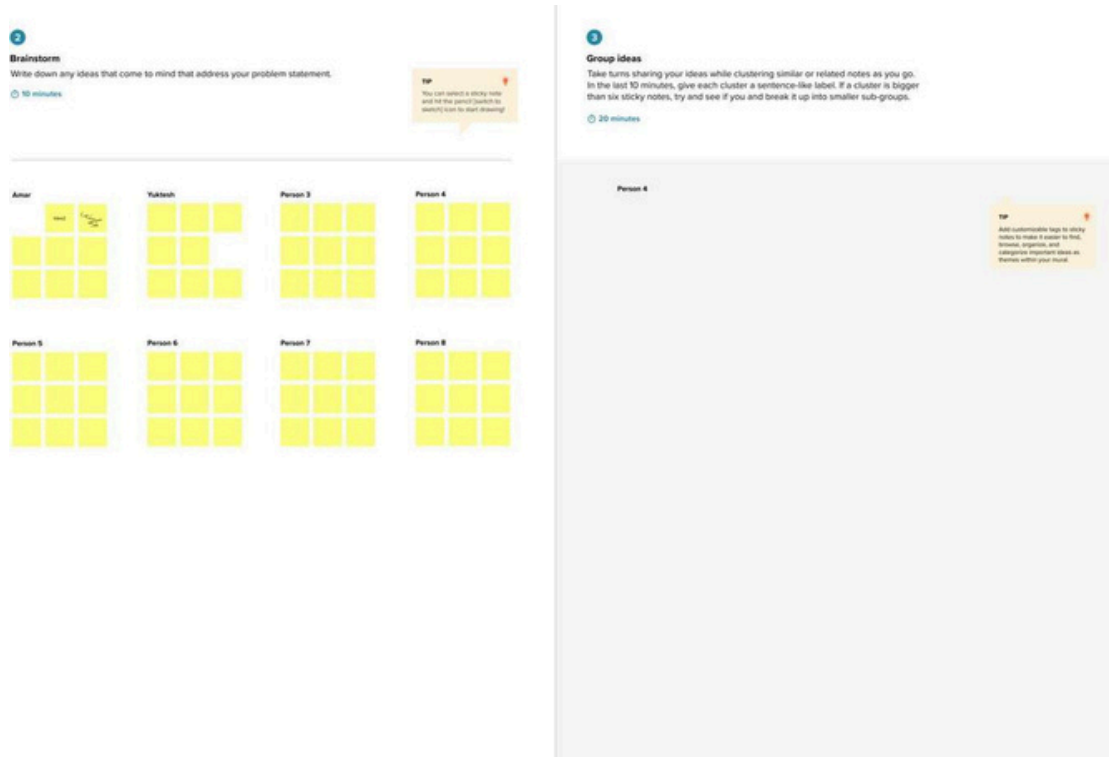 2
Brainstorm
Write down any ideas that come to mind that address your problem statement.
10 minutes
TIP
You can select a sticky note
and hit the pencil [switch to
sketch] icon to start drawing!
Amar
Yuktesh
Person 3
Person 4
Person 5
Person 6
Person 7
Person 8
3
Group ideas
Take turns sharing your ideas while clustering similar or related notes as you go.
In the last 10 minutes, give each cluster a sentence-like label. If a cluster is bigger
than six sticky notes, try and see if you and break it up into smaller sub-groups.
20 minutes
Person 4
TIP
Add customizable tags to sticky
notes to make it easier to find,
browse, organize, and
categorize important ideas as
themes within your mural.